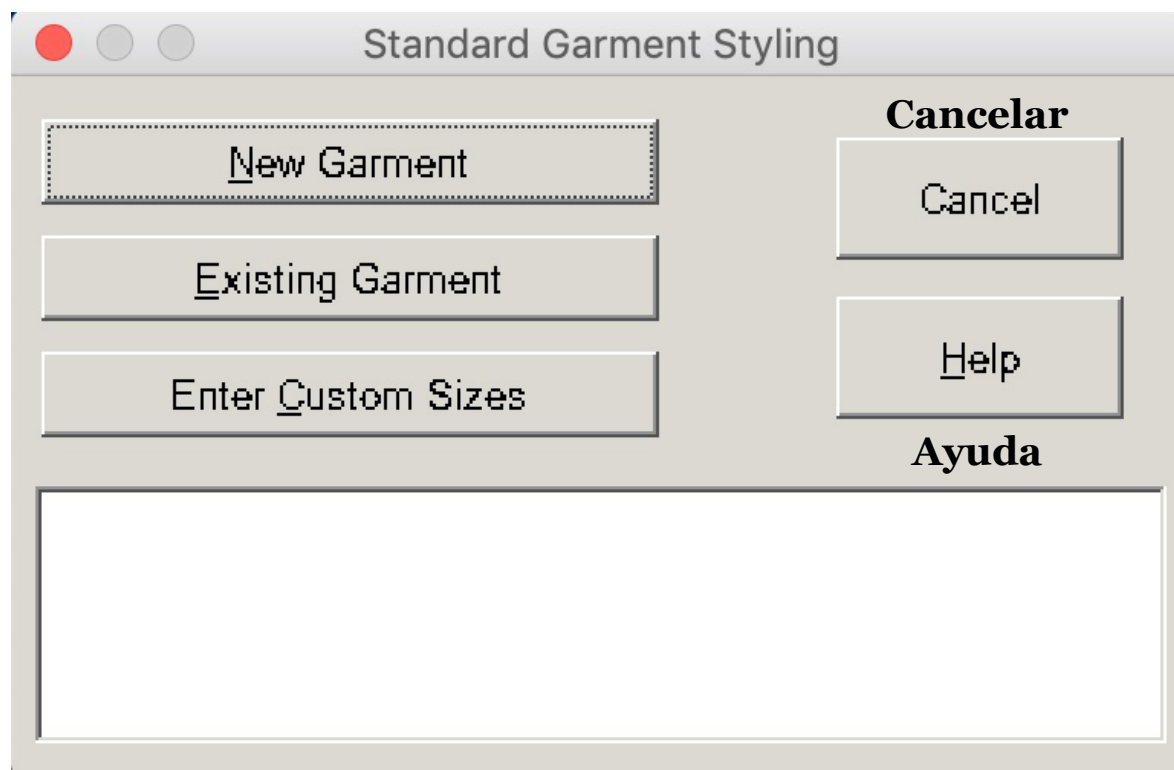 Standard Garment Styling
New Garment
Existing Garment
Enter Custom Sizes
Cancelar
Cancel
Help
Ayuda